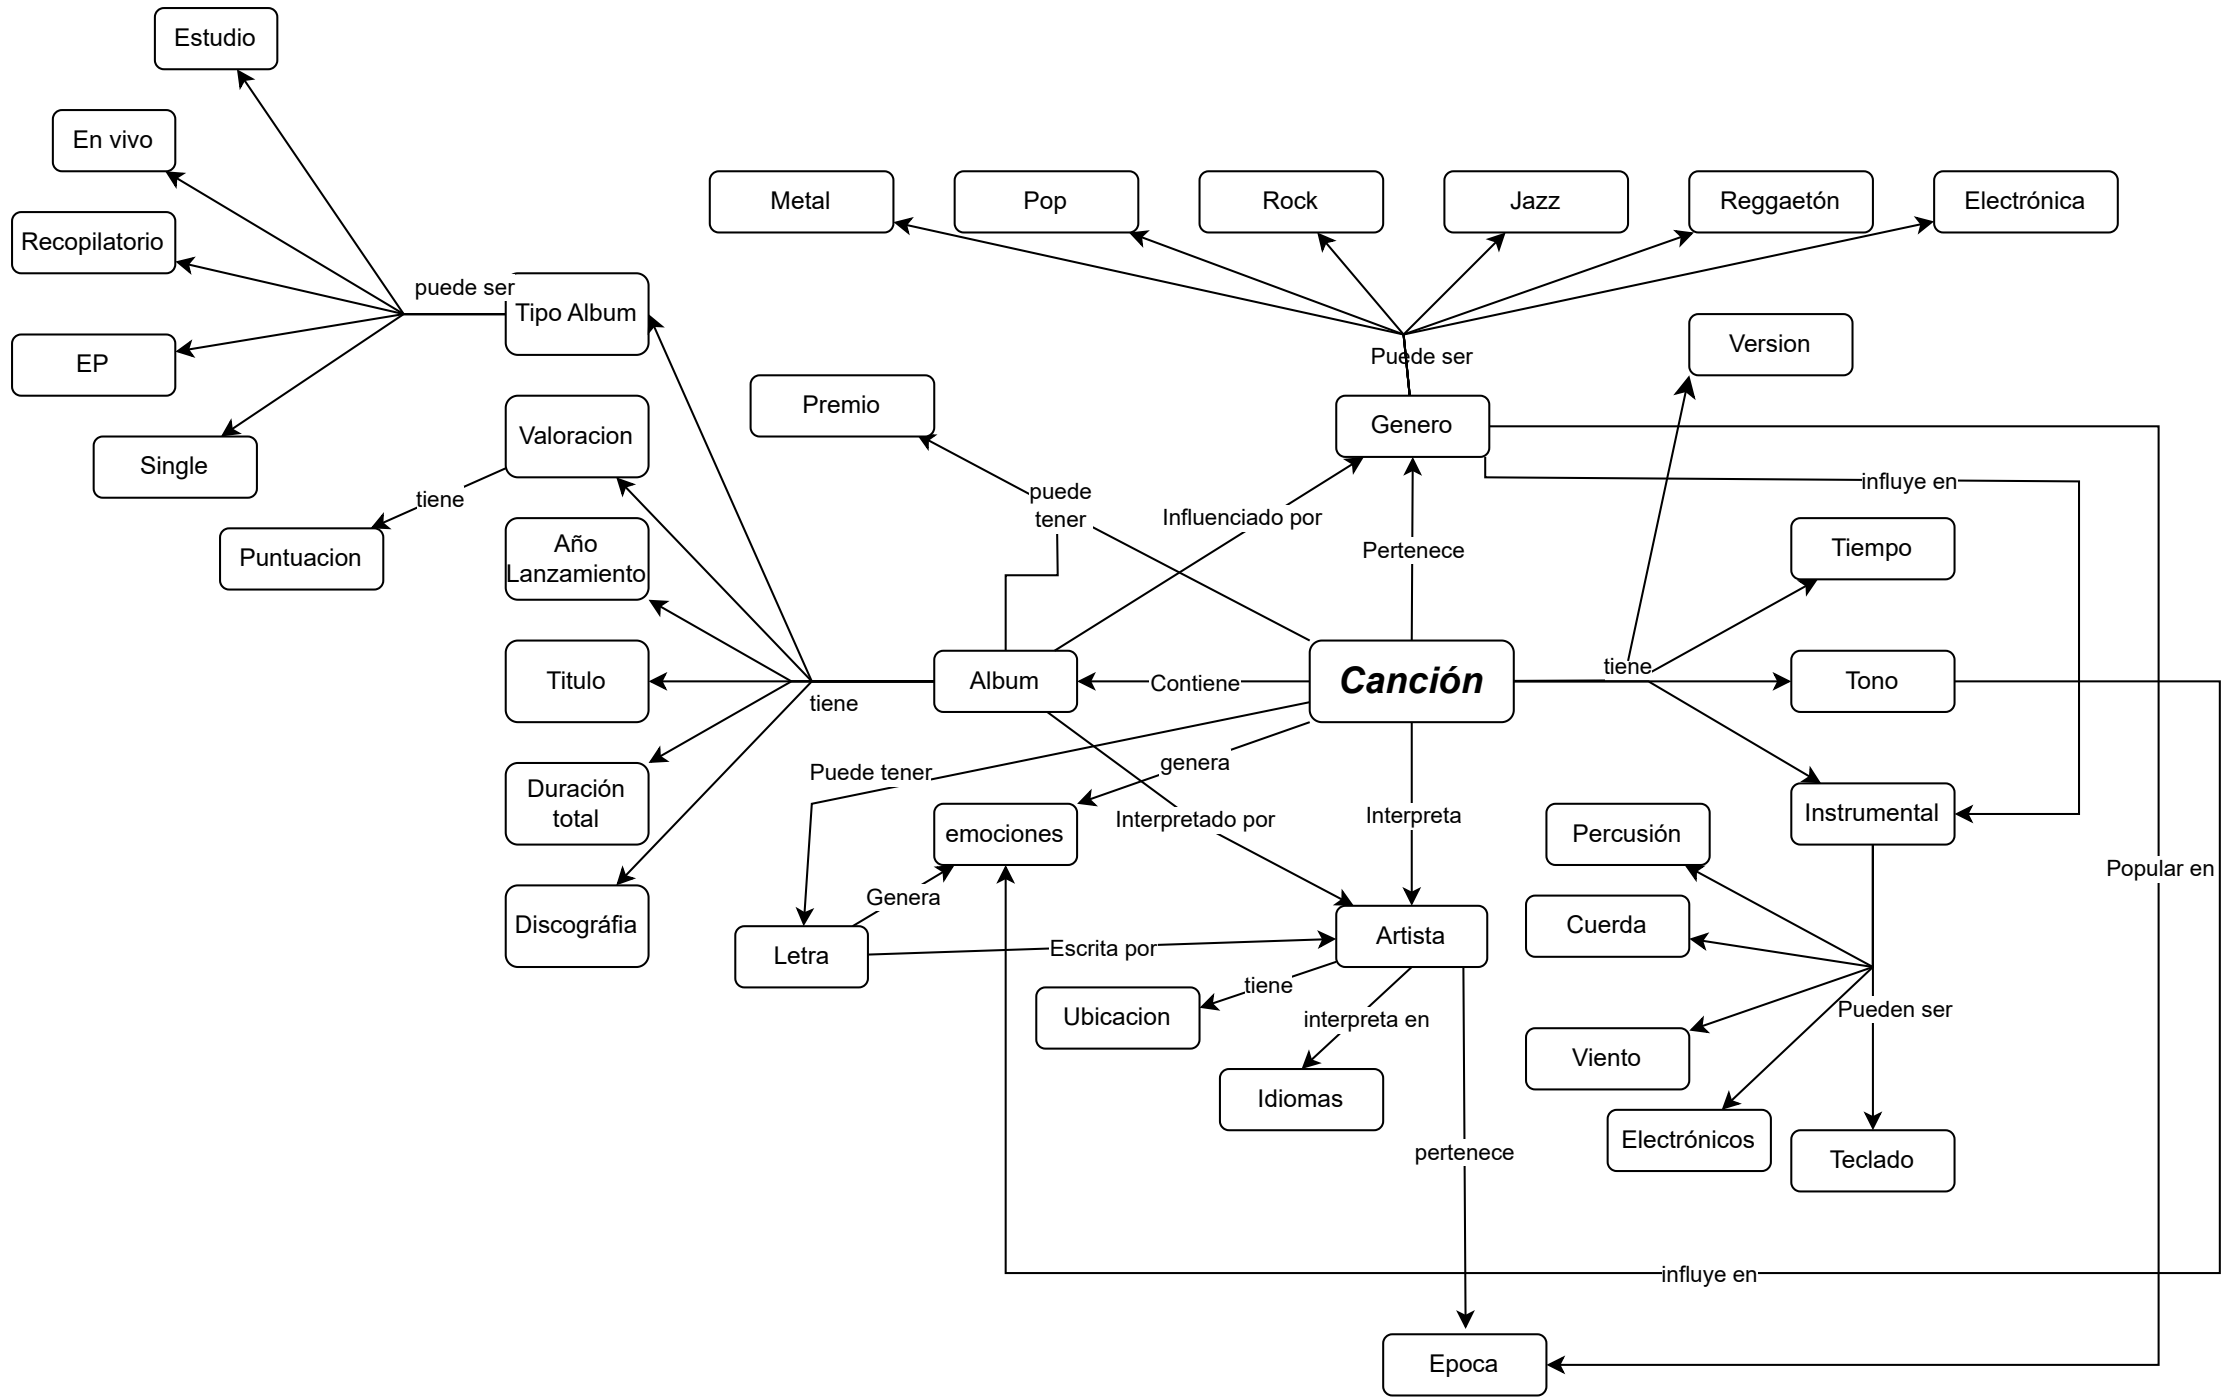 Estudio
En vivo
Metal
Pop
Rock
Jazz
Reggaetón
Electrónica
Recopilatorio
puede ser
Tipo Album
Puede ser
Version
EP
Premio
Genero
Valoracion
Single
tiene
puede
tener
influye en
Influenciado por
Año
Lanzamiento
Puntuacion
Pertenece
Tiempo
Titulo
tiene
Album
Contiene
Canción
tiene
Tono
Puede tener
genera
Duración
total
Interpretado por
Interpreta
emociones
Percusión
Instrumental
Popular en
Genera
Discográfia
Cuerda
Letra
Escrita por
Artista
tiene
Ubicacion
interpreta en
Pueden ser
Viento
Idiomas
Electrónicos
pertenece
Teclado
influye en
Epoca